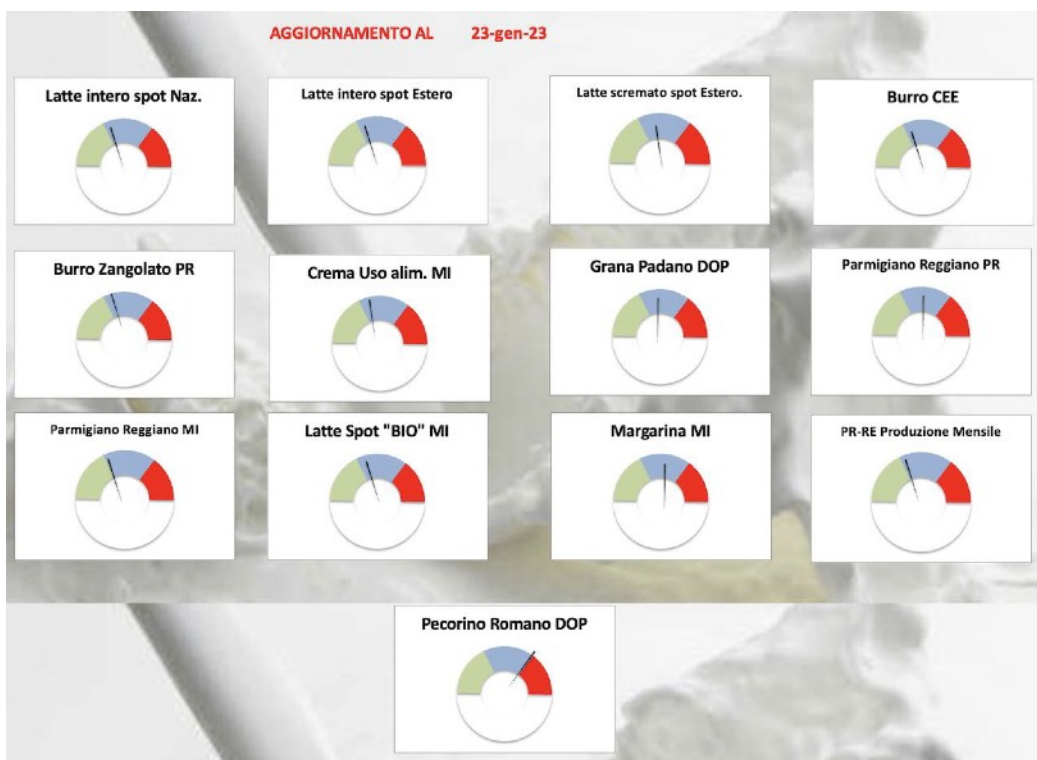 AGGIORNAMENTO AL 23-gen-23
Latte intero spot Naz.
Latte intero spot Estero
Latte scremato spot Estero.
Burro CEE
Burro Zangolato PR
Crema Uso alim. MI
Grana Padano DOP
Parmigiano Reggiano PR
Parmigiano Reggiano MI
Latte Spot "BIO" MI
Margarina MI
PR-RE Produzione Mensile
Pecorino Romano DOP